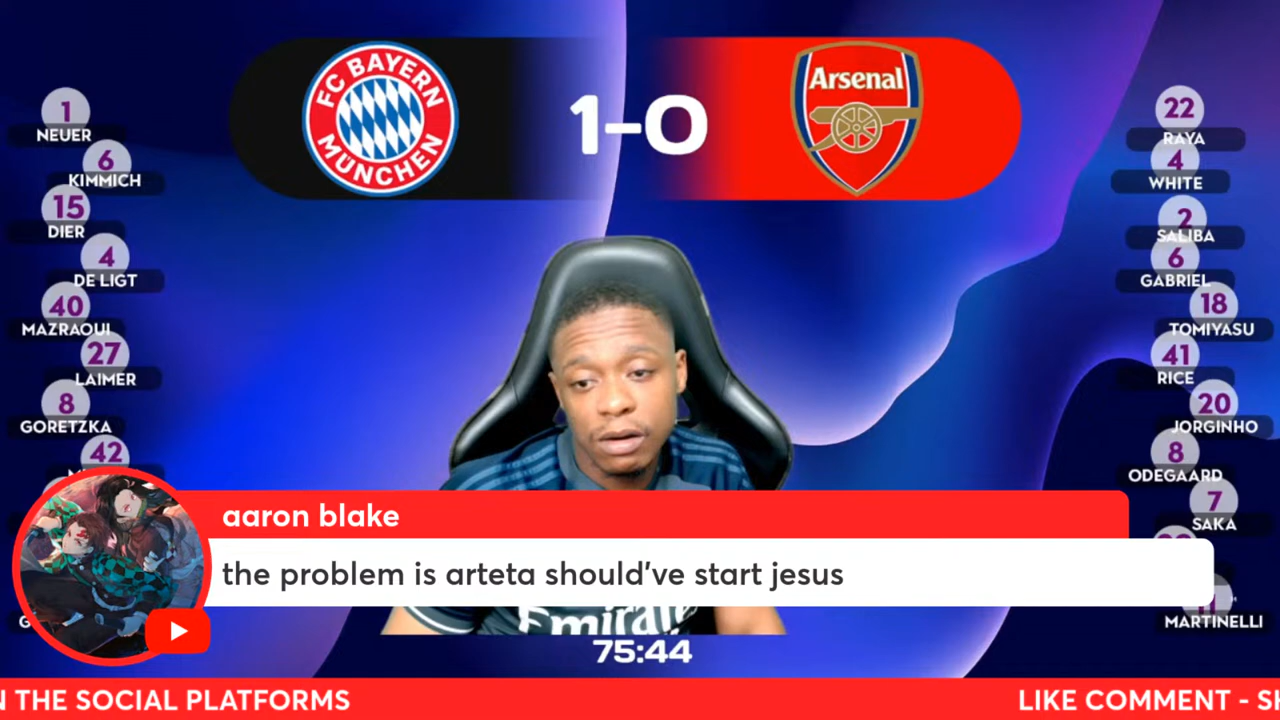 FC BAYERN
MÜNCHEN
1-0
Arsenal
1
NEUER
6
KIMMICH
15
DIER
4
DE LIGT
40
MAZRAOUI
27
LAIMER
8
GORETZKA
42
22
RAYA
4
WHITE
2
SALIBA
6
GABRIEL
18
TOMIYASU
41
RICE
20
JORGINHO
8
ODEGAARD
7
SAKA
11
MARTINELLI
aaron blake
the problem is arteta should've start jesus
Emirates
75:44
N THE SOCIAL PLATFORMS
LIKE COMMENT - SH